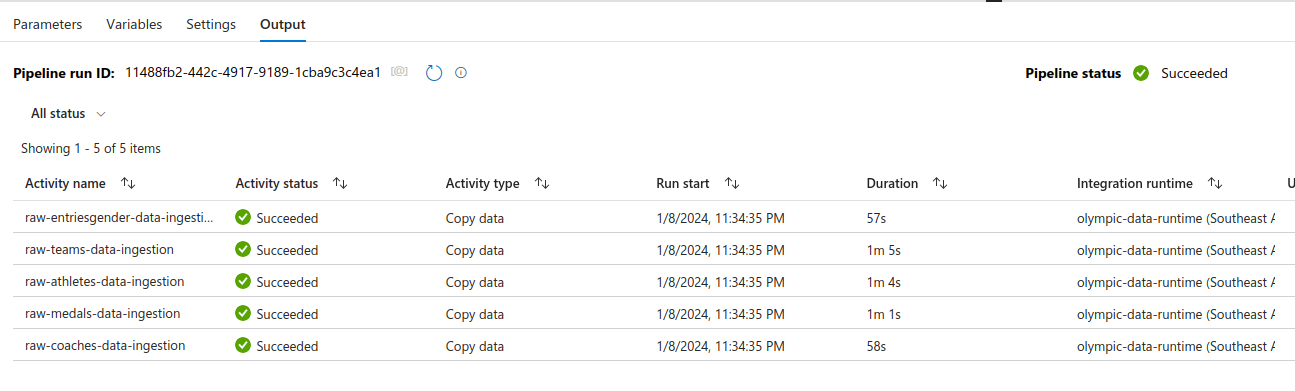 Parameters Variables Settings Output
Pipeline run ID: 11488fb2-442c-4917-9189-1cba9c3c4ea1 [@] Pipeline status Succeeded
All status
Showing 1 - 5 of 5 items
Activity name Activity status Activity type Run start Duration Integration runtime U
raw-entriesgender-data-ingesti... Succeeded Copy data 1/8/2024, 11:34:35 PM 57s olympic-data-runtime (Southeast A
raw-teams-data-ingestion Succeeded Copy data 1/8/2024, 11:34:35 PM 1m 5s olympic-data-runtime (Southeast A
raw-athletes-data-ingestion Succeeded Copy data 1/8/2024, 11:34:35 PM 1m 4s olympic-data-runtime (Southeast A
raw-medals-data-ingestion Succeeded Copy data 1/8/2024, 11:34:35 PM 1m 1s olympic-data-runtime (Southeast A
raw-coaches-data-ingestion Succeeded Copy data 1/8/2024, 11:34:35 PM 58s olympic-data-runtime (Southeast A